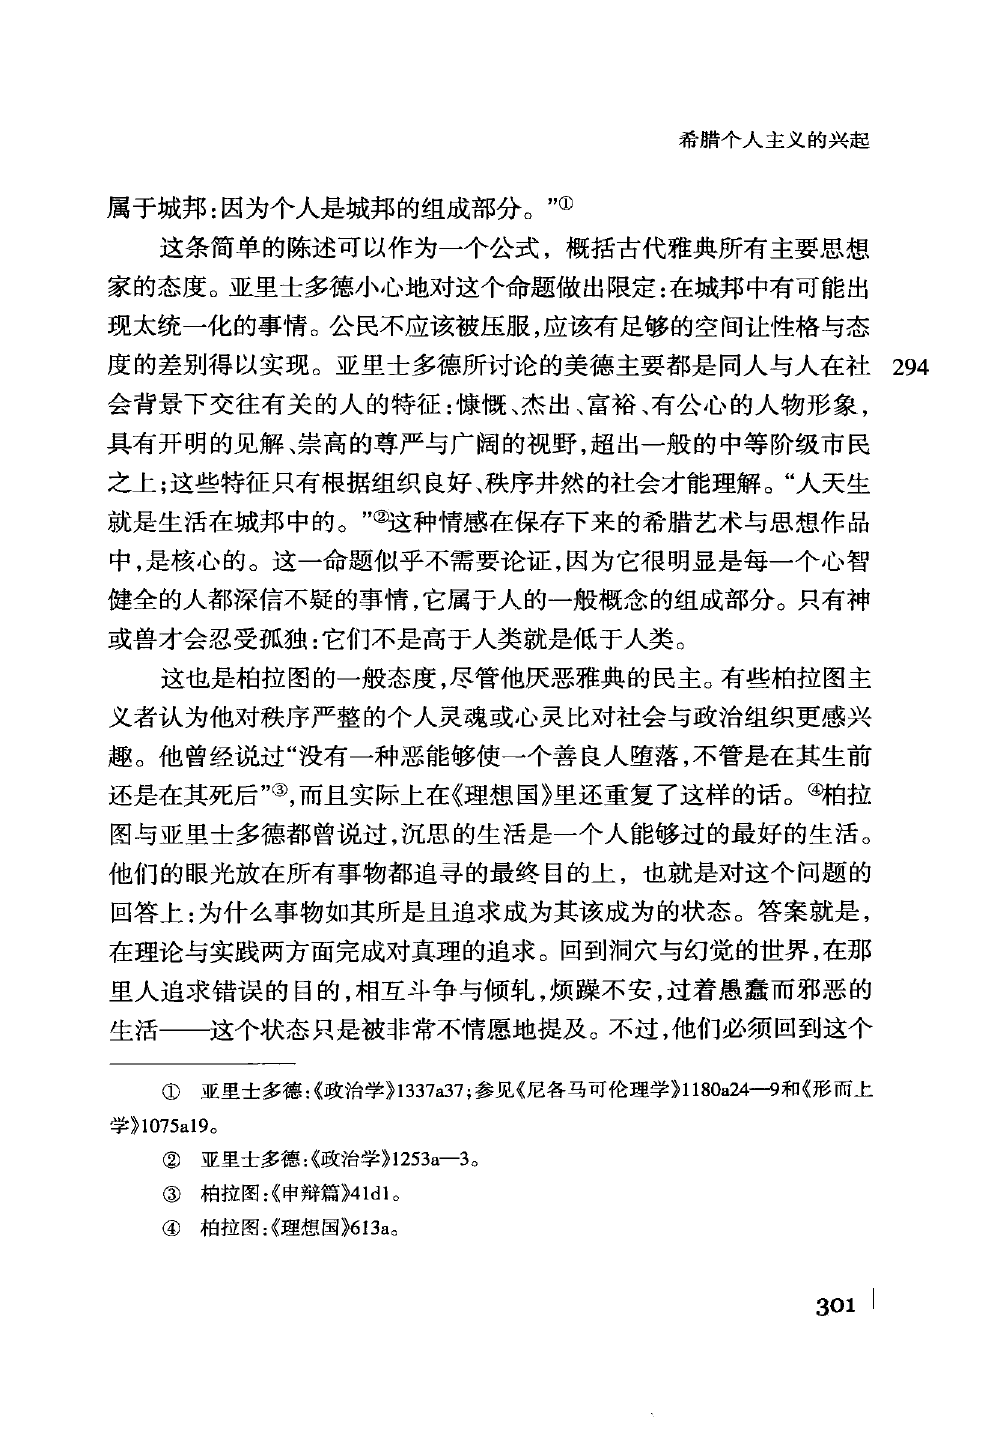 希腊个人主义的兴起
属于城邦：因为个人是城邦的组成部分。”①
这条简单的陈述可以作为一个公式，概括古代雅典所有主要思想
家的态度。亚里士多德小心地对这个命题做出限定：在城邦中有可能出
现太统一化的事情。公民不应该被压服，应该有足够的空间让性格与态
度的差别得以实现。亚里士多德所讨论的美德主要都是同人与人在社 294
会背景下交往有关的人的特征：慷慨、杰出、富裕、有公心的人物形象，
具有开明的见解、崇高的尊严与广阔的视野，超出一般的中等阶级市民
之上；这些特征只有根据组织良好、秩序井然的社会才能理解。“人天生
就是生活在城邦中的。”②这种情感在保存下来的希腊艺术与思想作品
中，是核心的。这一命题似乎不需要论证，因为它很明显是每一个心智
健全的人都深信不疑的事情，它属于人的一般概念的组成部分。只有神
或兽才会忍受孤独：它们不是高于人类就是低于人类。
这也是柏拉图的一般态度，尽管他厌恶雅典的民主。有些柏拉图主
义者认为他对秩序严整的个人灵魂或心灵比对社会与政治组织更感兴
趣。他曾经说过“没有一种恶能够使一个善良人堕落，不管是在其生前
还是在其死后”③，而且实际上在《理想国》里还重复了这样的话。④柏拉
图与亚里士多德都曾说过，沉思的生活是一个人能够过的最好的生活。
他们的眼光放在所有事物都追寻的最终目的上，也就是对这个问题的
回答上：为什么事物如其所是且追求成为其该成为的状态。答案就是，
在理论与实践两方面完成对真理的追求。回到洞穴与幻觉的世界，在那
里人追求错误的目的，相互斗争与倾轧，烦躁不安，过着愚蠢而邪恶的
生活——这个状态只是被非常不情愿地提及。不过，他们必须回到这个
① 亚里士多德：《政治学》1337a37；参见《尼各马可伦理学》1180a24—9和《形而上
学》1075a19。
② 亚里士多德：《政治学》1253a—3。
③ 柏拉图：《申辩篇》41d1。
④ 柏拉图：《理想国》613a。
301